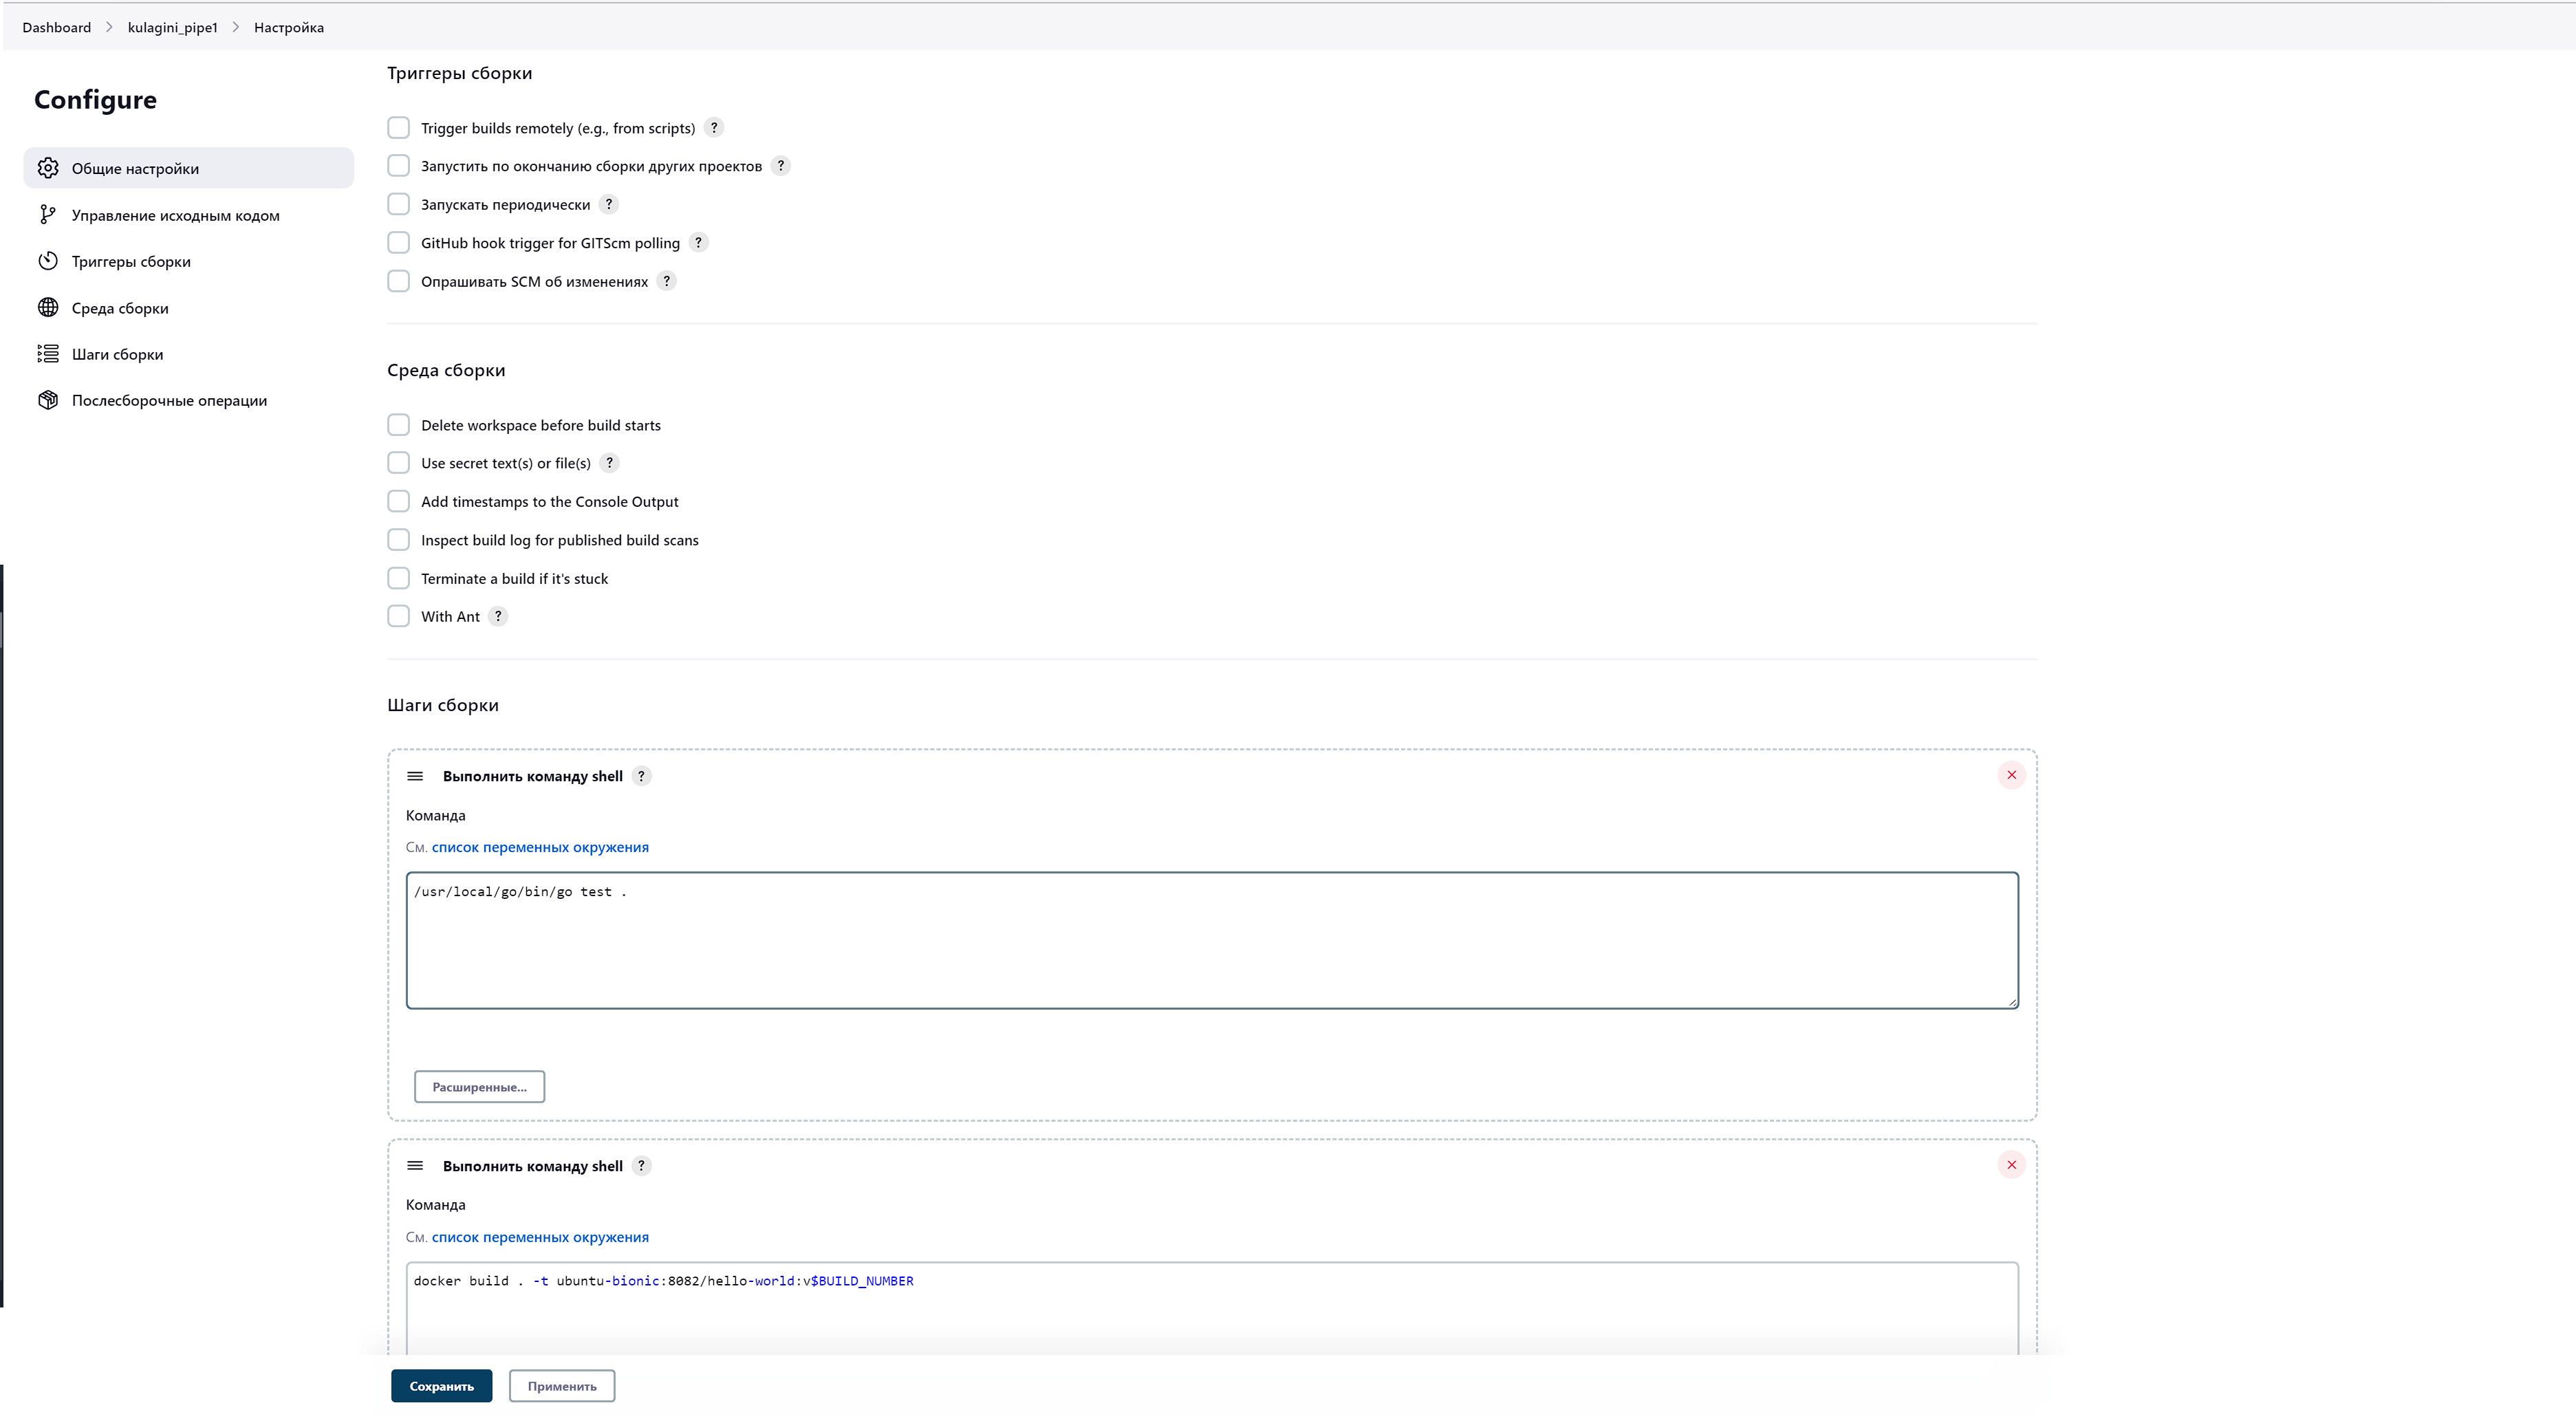 Dashboard > kulagini_pipe1 > Настройка
Configure
Общие настройки
Управление исходным кодом
Триггеры сборки
Среда сборки
Шаги сборки
Послесборочные операции
Триггеры сборки
Trigger builds remotely (e.g., from scripts) ?
Запустить по окончанию сборки других проектов ?
Запускать периодически ?
GitHub hook trigger for GITScm polling ?
Опрашивать SCM об изменениях ?
Среда сборки
Delete workspace before build starts
Use secret text(s) or file(s) ?
Add timestamps to the Console Output
Inspect build log for published build scans
Terminate a build if it's stuck
With Ant ?
Шаги сборки
Выполнить команду shell ?
Команда
См. список переменных окружения
/usr/local/go/bin/go test .
Расширенные...
Выполнить команду shell ?
Команда
См. список переменных окружения
docker build . -t ubuntu-bionic:8082/hello-world:v$BUILD_NUMBER
Сохранить
Применить